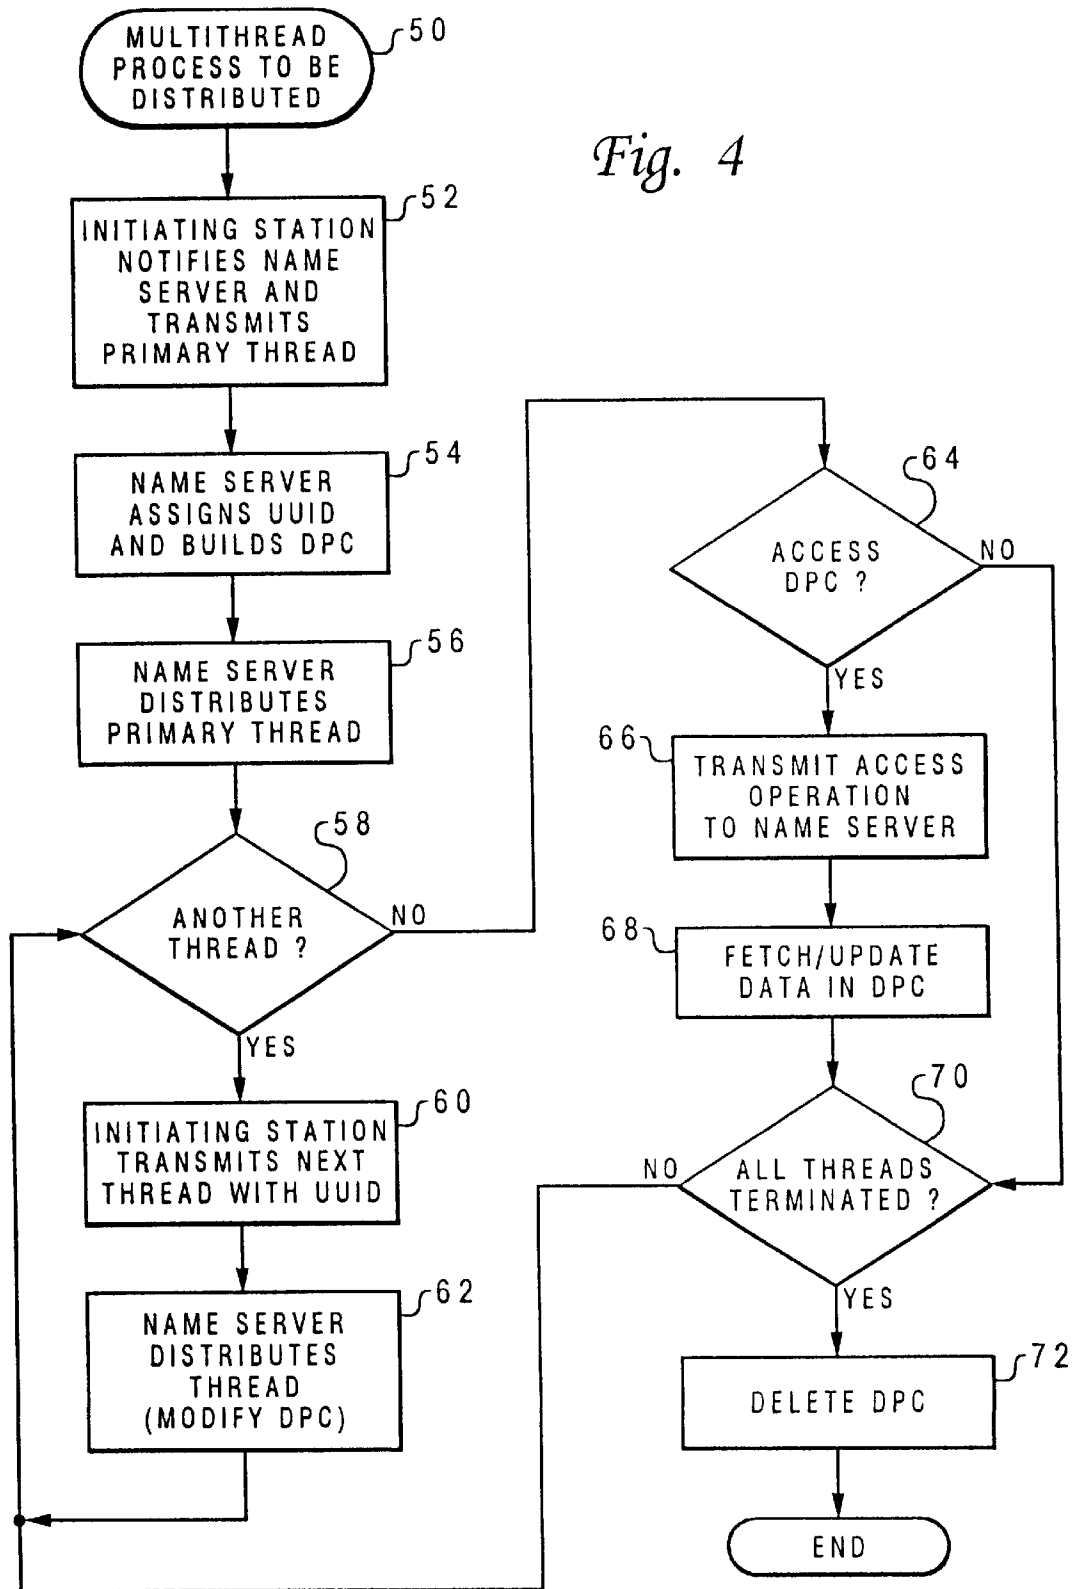 MULTITHREAD
PROCESS TO BE
DISTRIBUTED
50
Fig. 4
INITIATING STATION
NOTIFIES NAME
SERVER AND
TRANSMITS
PRIMARY THREAD
52
NAME SERVER
ASSIGNS UUID
AND BUILDS DPC
54
NAME SERVER
DISTRIBUTES
PRIMARY THREAD
56
ANOTHER
THREAD ?
58
NO
YES
INITIATING STATION
TRANSMITS NEXT
THREAD WITH UUID
60
NAME SERVER
DISTRIBUTES
THREAD
(MODIFY DPC)
62
ACCESS
DPC ?
64
NO
YES
66
TRANSMIT ACCESS
OPERATION
TO NAME SERVER
68
FETCH/UPDATE
DATA IN DPC
70
ALL THREADS
TERMINATED ?
NO
YES
72
DELETE DPC
END